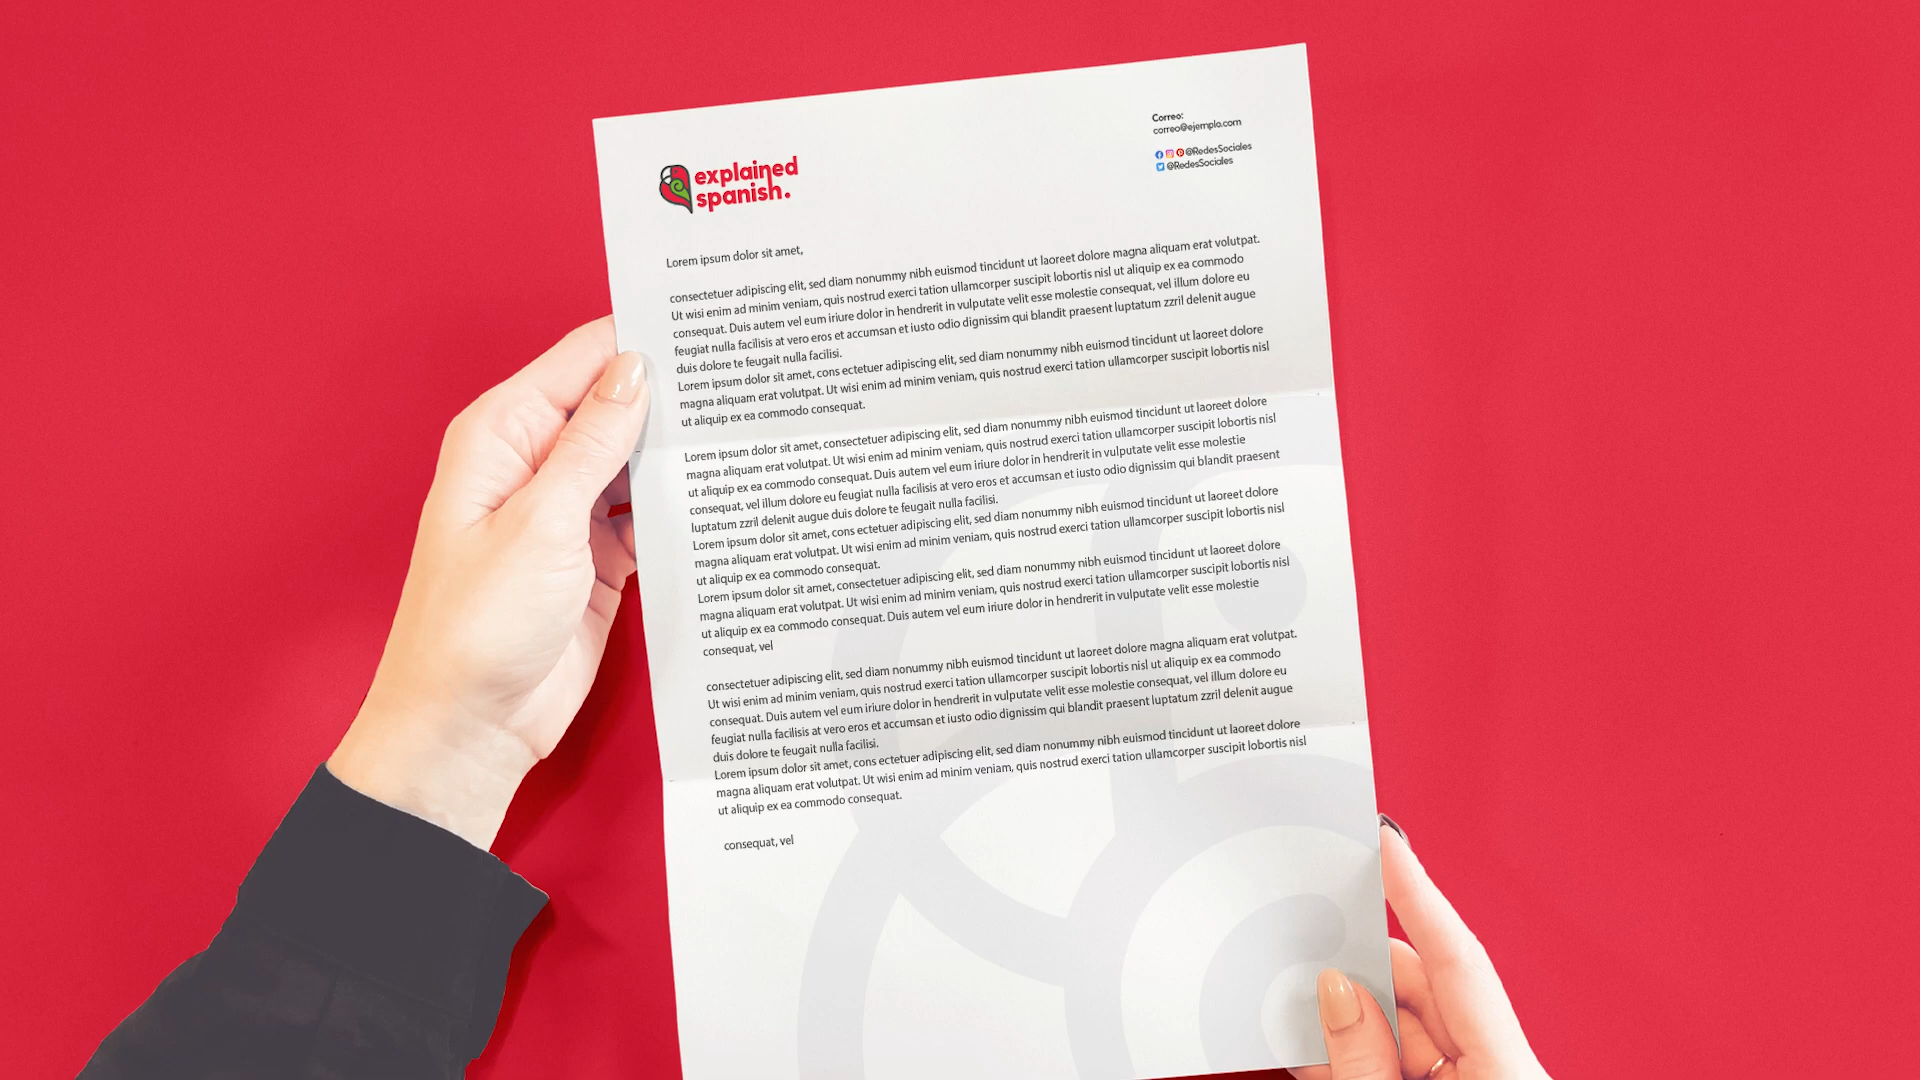 explained
spanish.
Correo:
correo@ejemplo.com
@RedesSociales
@RedesSociales
Lorem ipsum dolor sit amet,
consectetuer adipiscing elit, sed diam nonummy nibh euismod tincidunt ut laoreet dolore magna aliquam erat volutpat.
Ut wisi enim ad minim veniam, quis nostrud exerci tation ullamcorper suscipit lobortis nisl ut aliquip ex ea commodo
consequat. Duis autem vel eum iriure dolor in hendrerit in vulputate velit esse molestie consequat, vel illum dolore eu
feugiat nulla facilisis at vero eros et accumsan et iusto odio dignissim qui blandit praesent luptatum zzril delenit augue
duis dolore te feugait nulla facilisi.
Lorem ipsum dolor sit amet, cons ectetuer adipiscing elit, sed diam nonummy nibh euismod tincidunt ut laoreet dolore
magna aliquam erat volutpat. Ut wisi enim ad minim veniam, quis nostrud exerci tation ullamcorper suscipit lobortis nisl
ut aliquip ex ea commodo consequat.
Lorem ipsum dolor sit amet, consectetuer adipiscing elit, sed diam nonummy nibh euismod tincidunt ut laoreet dolore
magna aliquam erat volutpat. Ut wisi enim ad minim veniam, quis nostrud exerci tation ullamcorper suscipit lobortis nisl
ut aliquip ex ea commodo consequat. Duis autem vel eum iriure dolor in hendrerit in vulputate velit esse molestie
consequat, vel illum dolore eu feugiat nulla facilisis at vero eros et accumsan et iusto odio dignissim qui blandit praesent
luptatum zzril delenit augue duis dolore te feugait nulla facilisi.
Lorem ipsum dolor sit amet, cons ectetuer adipiscing elit, sed diam nonummy nibh euismod tincidunt ut laoreet dolore
magna aliquam erat volutpat. Ut wisi enim ad minim veniam, quis nostrud exerci tation ullamcorper suscipit lobortis nisl
ut aliquip ex ea commodo consequat.
Lorem ipsum dolor sit amet, consectetuer adipiscing elit, sed diam nonummy nibh euismod tincidunt ut laoreet dolore
magna aliquam erat volutpat. Ut wisi enim ad minim veniam, quis nostrud exerci tation ullamcorper suscipit lobortis nisl
ut aliquip ex ea commodo consequat. Duis autem vel eum iriure dolor in hendrerit in vulputate velit esse molestie
consequat, vel
consectetuer adipiscing elit, sed diam nonummy nibh euismod tincidunt ut laoreet dolore magna aliquam erat volutpat.
Ut wisi enim ad minim veniam, quis nostrud exerci tation ullamcorper suscipit lobortis nisl ut aliquip ex ea commodo
consequat. Duis autem vel eum iriure dolor in hendrerit in vulputate velit esse molestie consequat, vel illum dolore eu
feugiat nulla facilisis at vero eros et accumsan et iusto odio dignissim qui blandit praesent luptatum zzril delenit augue
duis dolore te feugait nulla facilisi.
Lorem ipsum dolor sit amet, cons ectetuer adipiscing elit, sed diam nonummy nibh euismod tincidunt ut laoreet dolore
magna aliquam erat volutpat. Ut wisi enim ad minim veniam, quis nostrud exerci tation ullamcorper suscipit lobortis nisl
ut aliquip ex ea commodo consequat.
consequat, vel